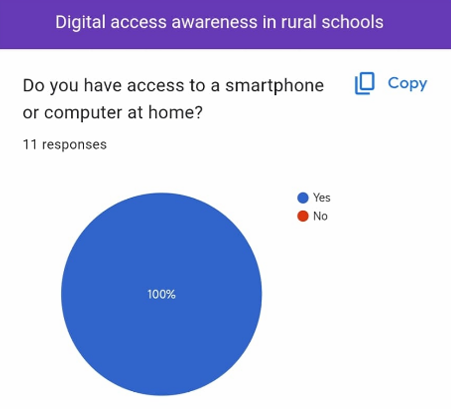 Digital access awareness in rural schools
Do you have access to a smartphone
or computer at home?
Copy
11 responses
Yes
No
100%